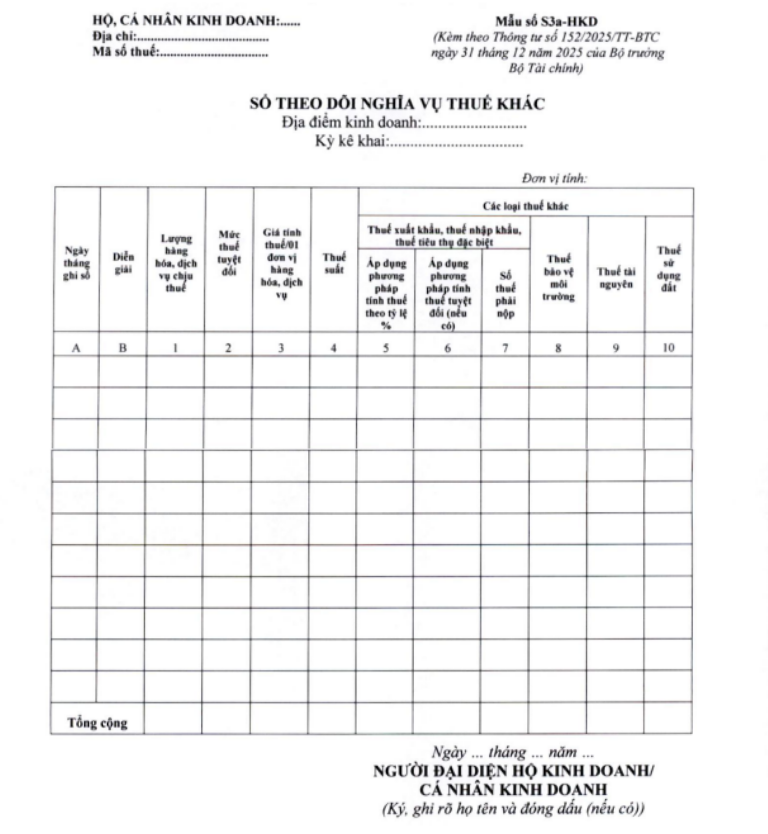 HỘ, CÁ NHÂN KINH DOANH:......
Địa chỉ:.......................................
Mã số thuế:................................
Mẫu số S3a-HKD
(Kèm theo Thông tư số 152/2025/TT-BTC
ngày 31 tháng 12 năm 2025 của Bộ trưởng
Bộ Tài chính)
SỔ THEO DÕI NGHĨA VỤ THUẾ KHÁC
Địa điểm kinh doanh:..........................
Kỳ kê khai:.................................
Đơn vị tính:
Ngày
tháng
ghi sổ
Diễn
giải
Lượng
hàng
hóa, dịch
vụ chịu
thuế
Mức
thuế
tuyệt
đối
Giá tính
thuế/01
đơn vị
hàng
hóa, dịch
vụ
Thuế
suất
Các loại thuế khác
Thuế xuất khẩu, thuế nhập khẩu,
thuế tiêu thụ đặc biệt
Áp dụng
phương
pháp
tính thuế
theo tỷ lệ
%
Áp dụng
phương
pháp tính
thuế tuyệt
đối (nếu
có)
Số
thuế
phải
nộp
Thuế
bảo vệ
môi
trường
Thuế tài
nguyên
Thuế
sử
dụng
đất
A B 1 2 3 4 5 6 7 8 9 10
Tổng cộng
Ngày ... tháng ... năm ...
NGƯỜI ĐẠI DIỆN HỘ KINH DOANH/
CÁ NHÂN KINH DOANH
(Ký, ghi rõ họ tên và đóng dấu (nếu có))